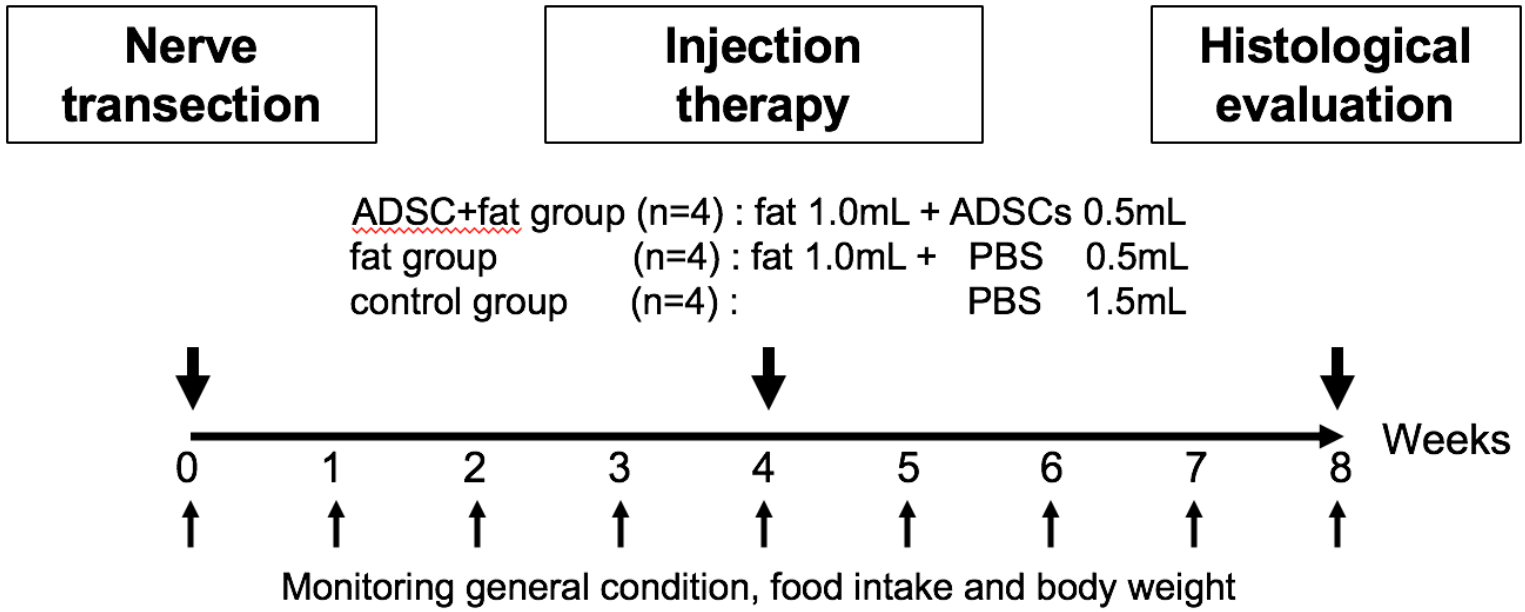 Nerve
transection
Injection
therapy
Histological
evaluation
ADSC+fat group (n=4) : fat 1.0mL + ADSCs 0.5mL
fat group (n=4) : fat 1.0mL + PBS 0.5mL
control group (n=4) : PBS 1.5mL
Weeks
0 1 2 3 4 5 6 7 8
Monitoring general condition, food intake and body weight